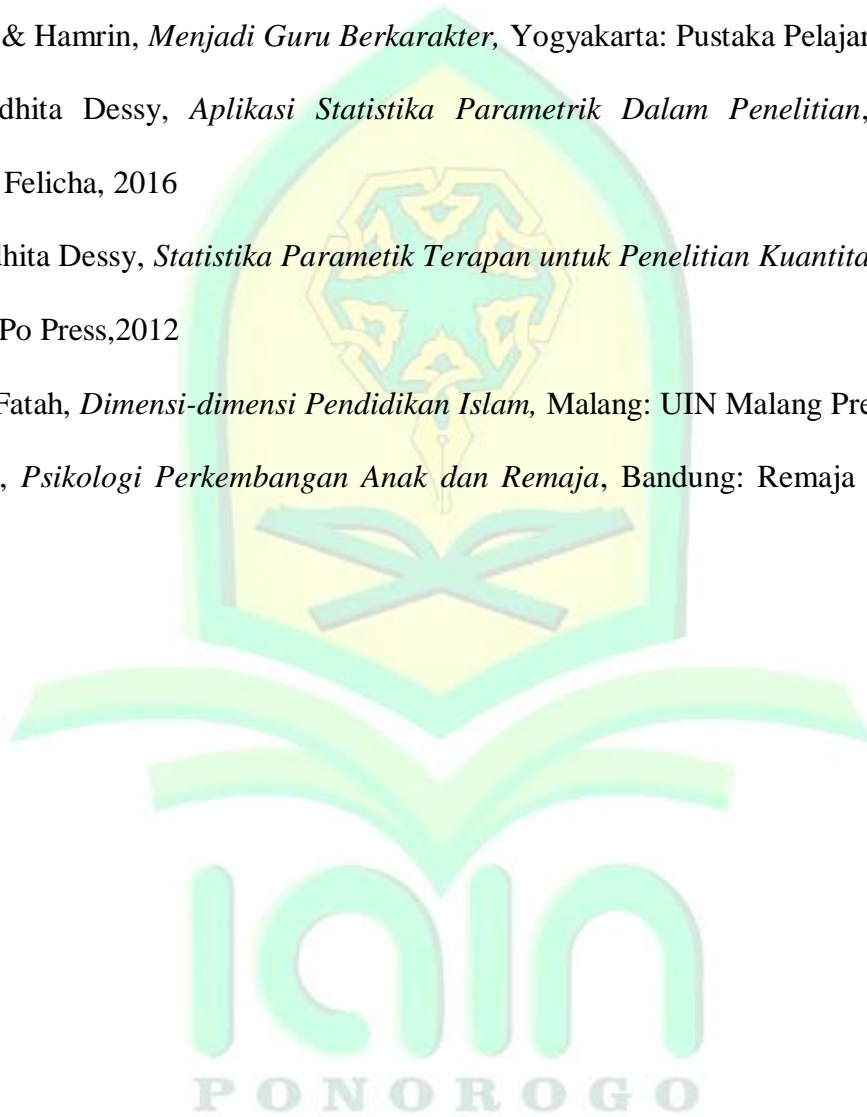 & Hamrin, Menjadi Guru Berkarakter, Yogyakarta: Pustaka Pelajar
dhita Dessy, Aplikasi Statistika Parametrik Dalam Penelitian,
Felicha, 2016
dhita Dessy, Statistika Parametik Terapan untuk Penelitian Kuantita
Po Press,2012
Fatah, Dimensi-dimensi Pendidikan Islam, Malang: UIN Malang Pre
, Psikologi Perkembangan Anak dan Remaja, Bandung: Remaja
iain
PONOROGO